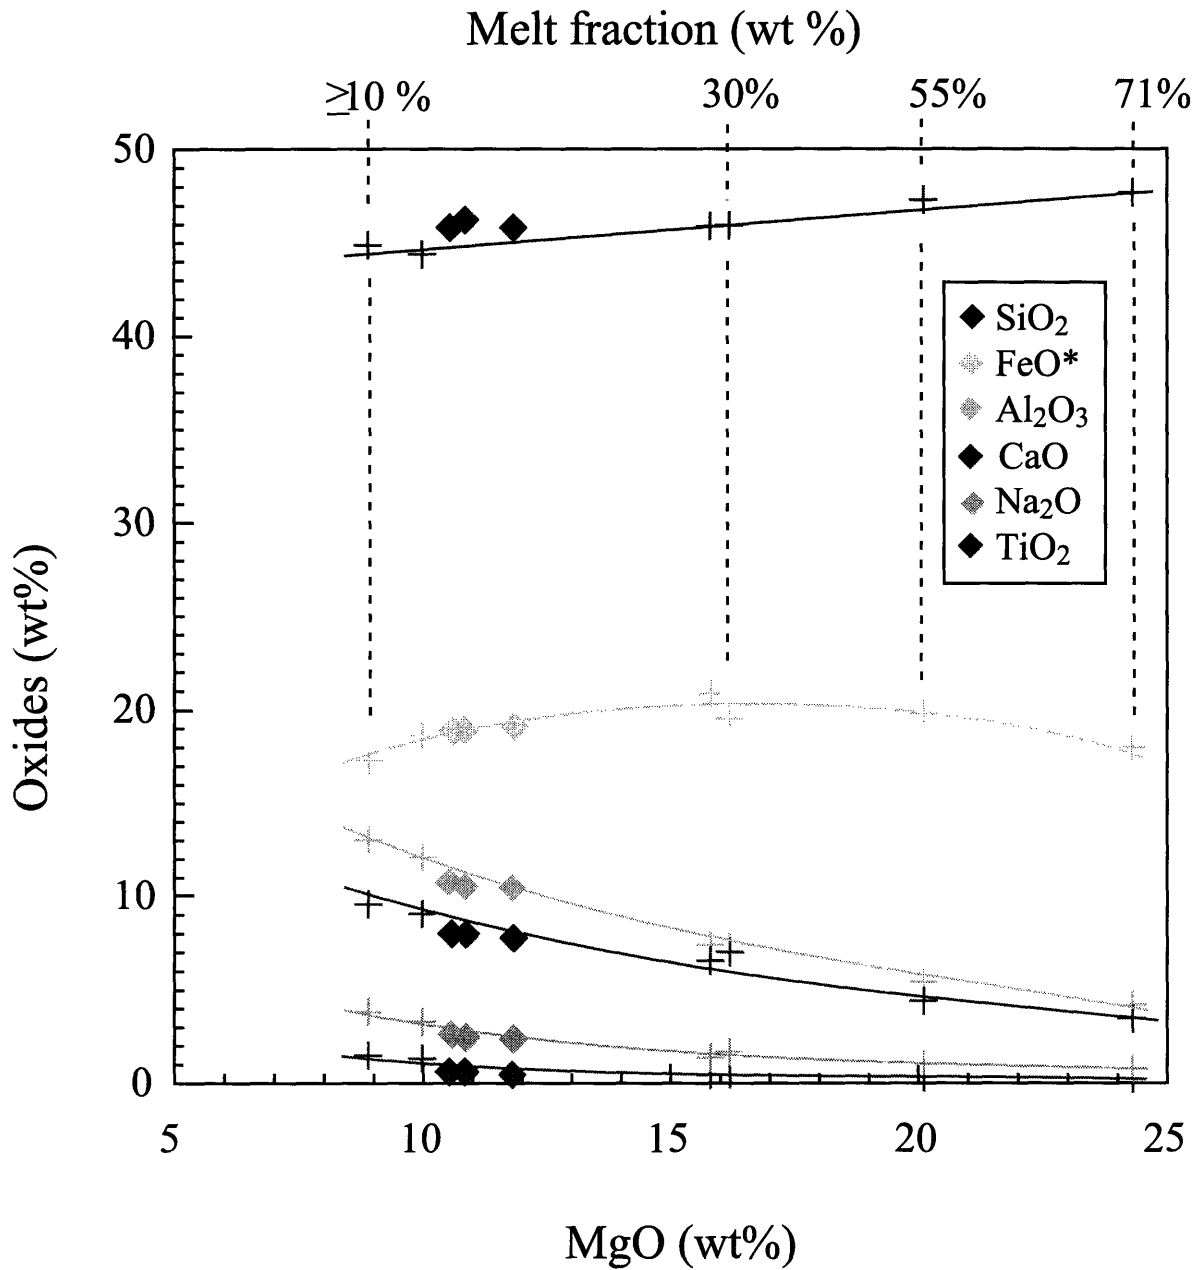 Melt fraction (wt %)
≥10 % 30% 55% 71%
50
40
30
20
10
0
Oxides (wt%)
SiO₂
FeO*
Al₂O₃
CaO
Na₂O
TiO₂
5 10 15 20 25
MgO (wt%)